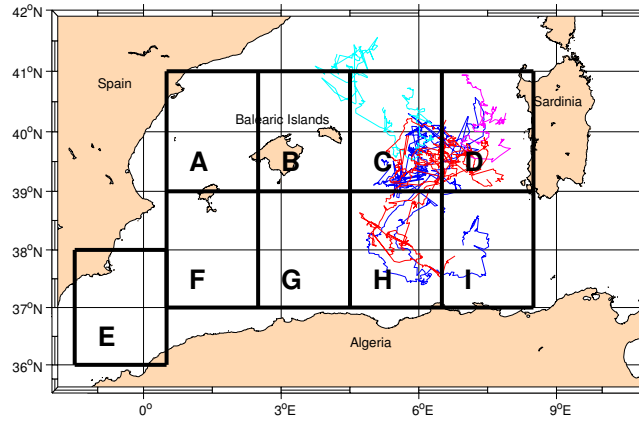 42°N
41°N
40°N
39°N
38°N
37°N
36°N
Spain
Balearic Islands
Sardinia
A
B
C
D
F
G
H
I
E
Algeria
0°
3°E
6°E
9°E